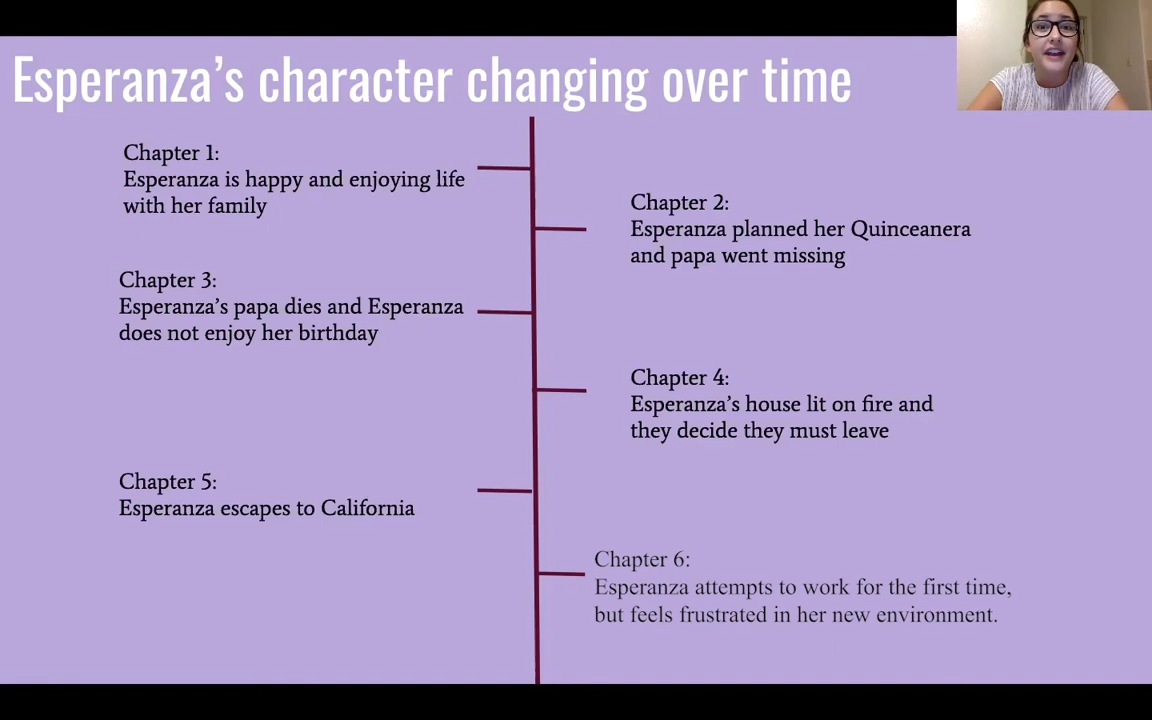 Esperanza's character changing over time
Chapter 1:
Esperanza is happy and enjoying life
with her family
Chapter 2:
Esperanza planned her Quinceanera
and papa went missing
Chapter 3:
Esperanza's papa dies and Esperanza
does not enjoy her birthday
Chapter 4:
Esperanza's house lit on fire and
they decide they must leave
Chapter 5:
Esperanza escapes to California
Chapter 6:
Esperanza attempts to work for the first time,
but feels frustrated in her new environment.